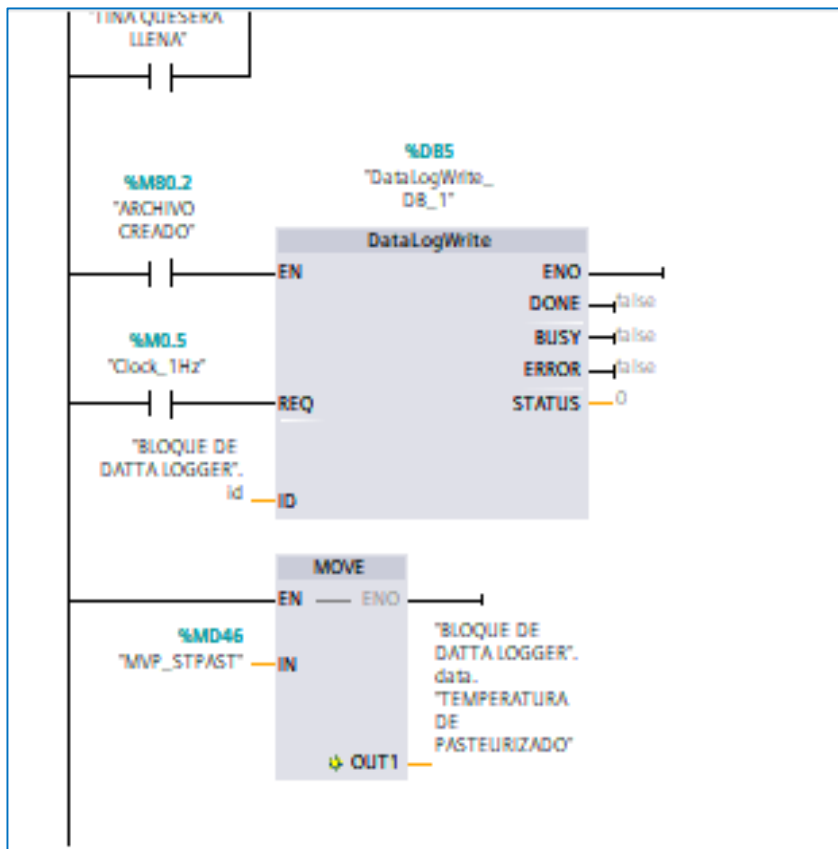 "TINA QUESERA
LLENA"
%DB5
"DataLogWrite_
DB_1"
%M80.2
"ARCHIVO
CREADO"
DataLogWrite
EN
ENO
DONE
false
BUSY
false
%M0.5
"Clock_1Hz"
ERROR
false
REQ
STATUS
0
"BLOQUE DE
DATTA LOGGER".
id
ID
MOVE
EN
ENO
%MD46
"MVP_STPAST"
IN
"BLOQUE DE
DATTA LOGGER".
data.
"TEMPERATURA
DE
PASTEURIZADO"
OUT1